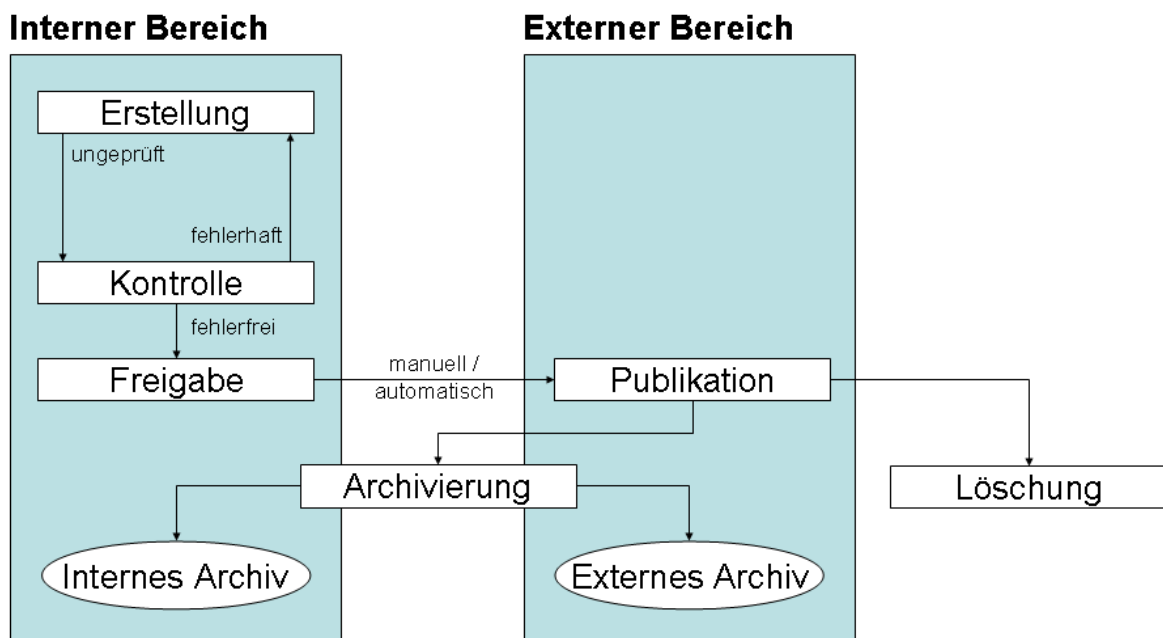 Interner Bereich
Externer Bereich
Erstellung
ungeprüft
fehlerhaft
Kontrolle
fehlerfrei
Freigabe
manuell /
automatisch
Publikation
Archivierung
Löschung
Internes Archiv
Externes Archiv